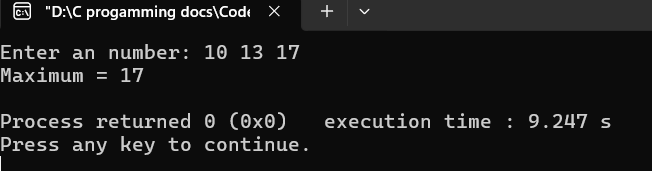 "D:\C progamming docs\Code
Enter an number: 10 13 17
Maximum = 17
Process returned 0 (0x0)   execution time : 9.247 s
Press any key to continue.